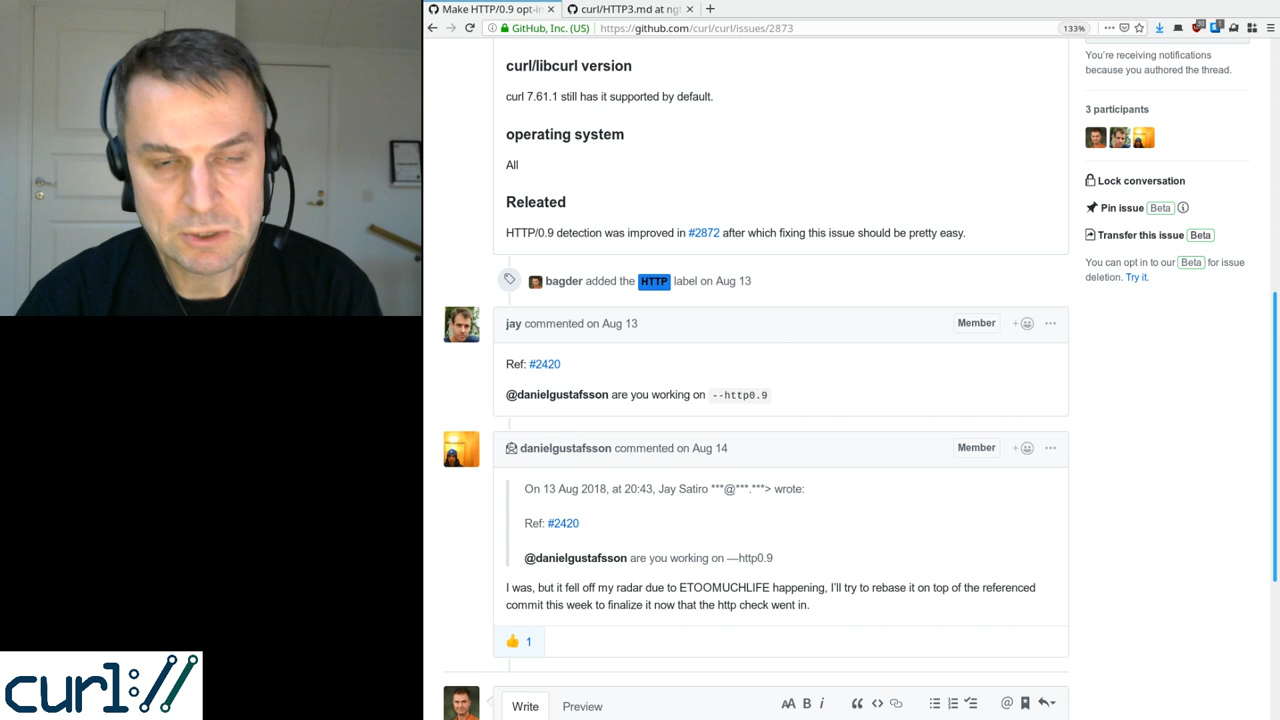 Make HTTP/0.9 opt-in
curl/HTTP3.md at ngt
GitHub, Inc. (US)
https://github.com/curl/curl/issues/2873
133%
curl/libcurl version
curl 7.61.1 still has it supported by default.
operating system
All
Releated
HTTP/0.9 detection was improved in #2872 after which fixing this issue should be pretty easy.
bagder added the HTTP label on Aug 13
jay commented on Aug 13
Member
Ref: #2420
@danielgustafsson are you working on --http0.9
danielgustafsson commented on Aug 14
Member
On 13 Aug 2018, at 20:43, Jay Satiro ***@***.***> wrote:
Ref: #2420
@danielgustafsson are you working on —http0.9
I was, but it fell off my radar due to ETOOMUCHLIFE happening, I'll try to rebase it on top of the referenced
commit this week to finalize it now that the http check went in.
1
Write
Preview
AA B i
You're receiving notifications
because you authored the thread.
3 participants
Lock conversation
Pin issue Beta
Transfer this issue Beta
You can opt in to our Beta for issue
deletion. Try it.
curl://